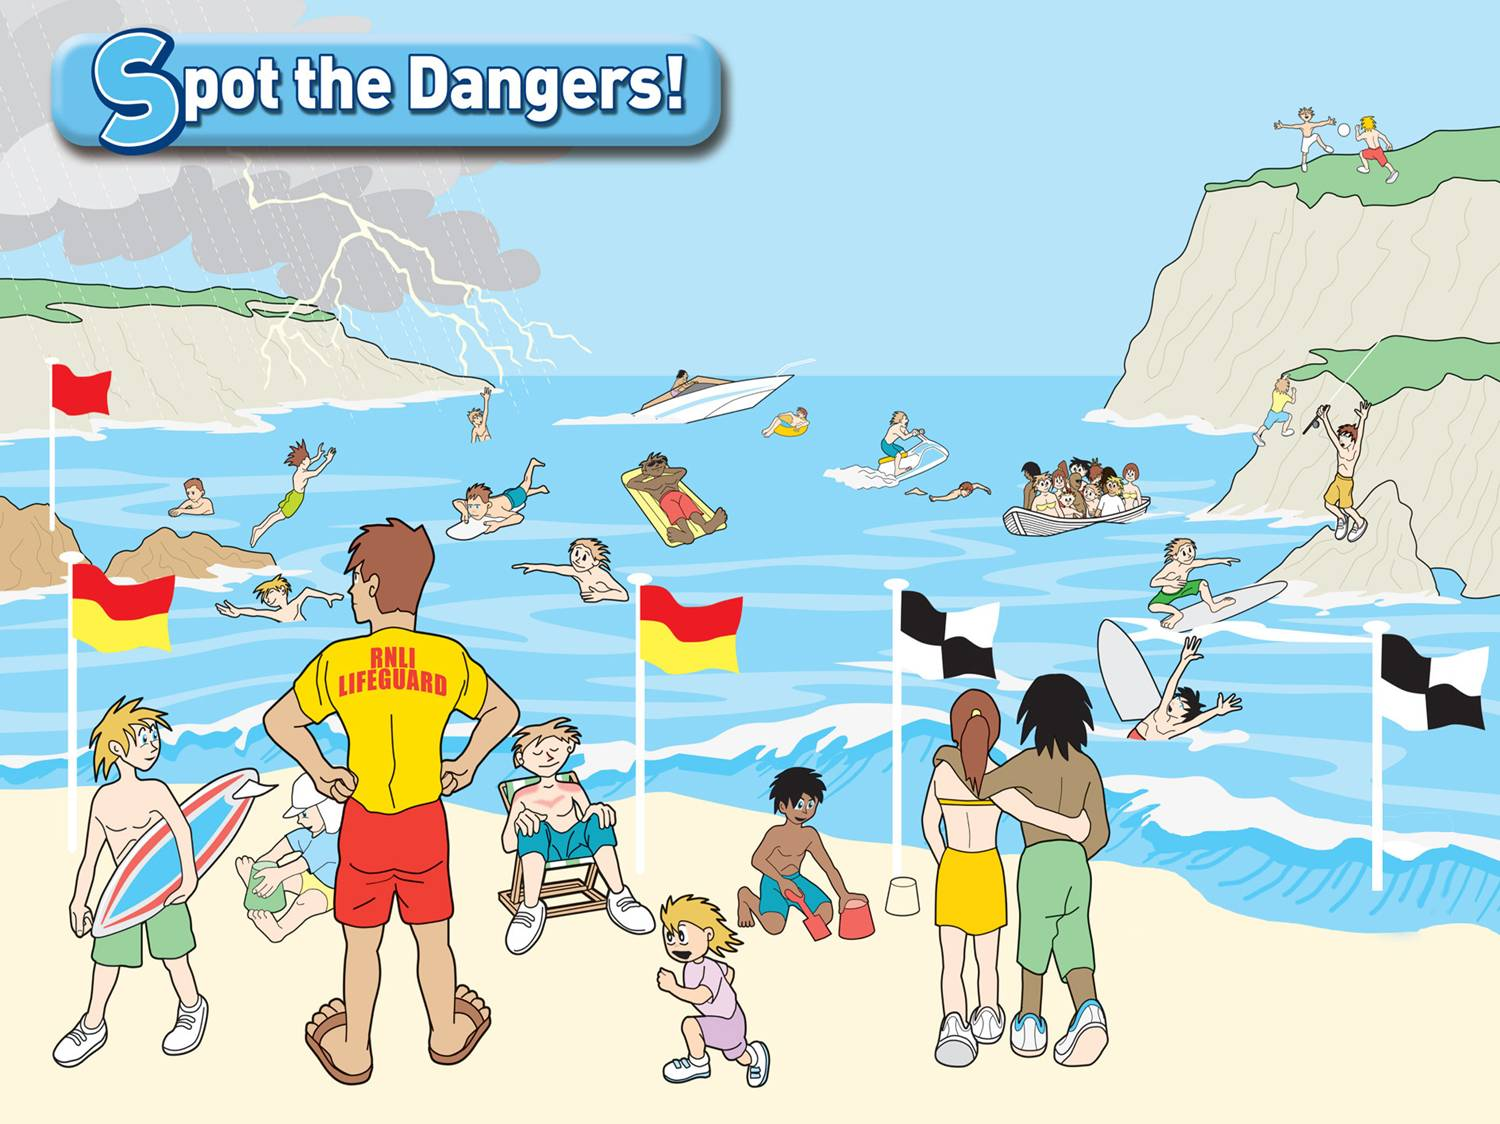 Spot the Dangers!
RNLI
LIFEGUARD